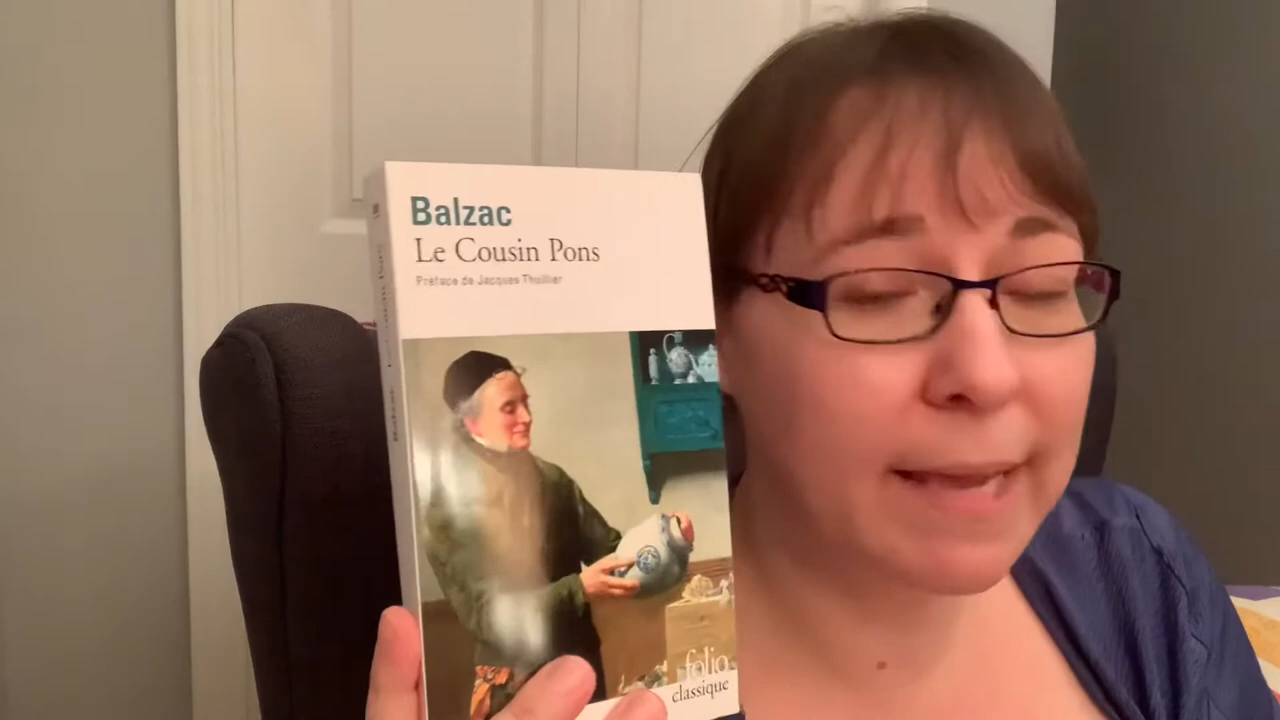 Balzac
Le Cousin Pons
Préface de Jacques Thuillier
folio
classique